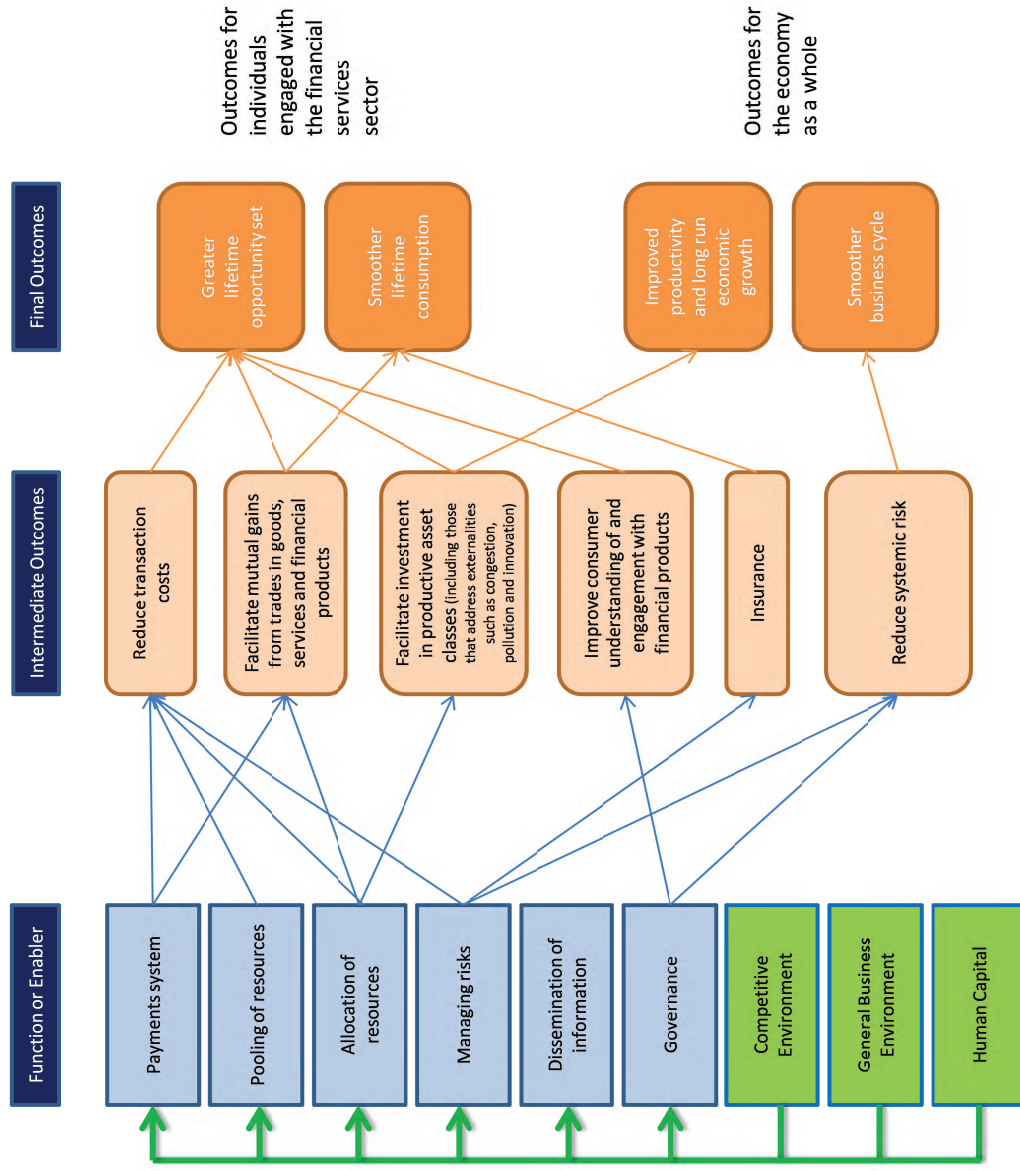 Function or Enabler
Payments system
Pooling of resources
Allocation of
resources
Managing risks
Dissemination of
information
Governance
Competitive
Environment
General Business
Environment
Human Capital
Intermediate Outcomes
Reduce transaction
costs
Facilitate mutual gains
from trades in goods,
services and financial
products
Facilitate investment
in productive asset
classes (including those
that address externalities
such as congestion,
pollution and innovation)
Improve consumer
understanding of and
engagement with
financial products
Insurance
Reduce systemic risk
Final Outcomes
Greater
lifetime
opportunity set
Smoother
lifetime
consumption
Improved
productivity
and long run
economic
growth
Smoother
business cycle
Outcomes for
individuals
engaged with
the financial
services
sector
Outcomes for
the economy
as a whole